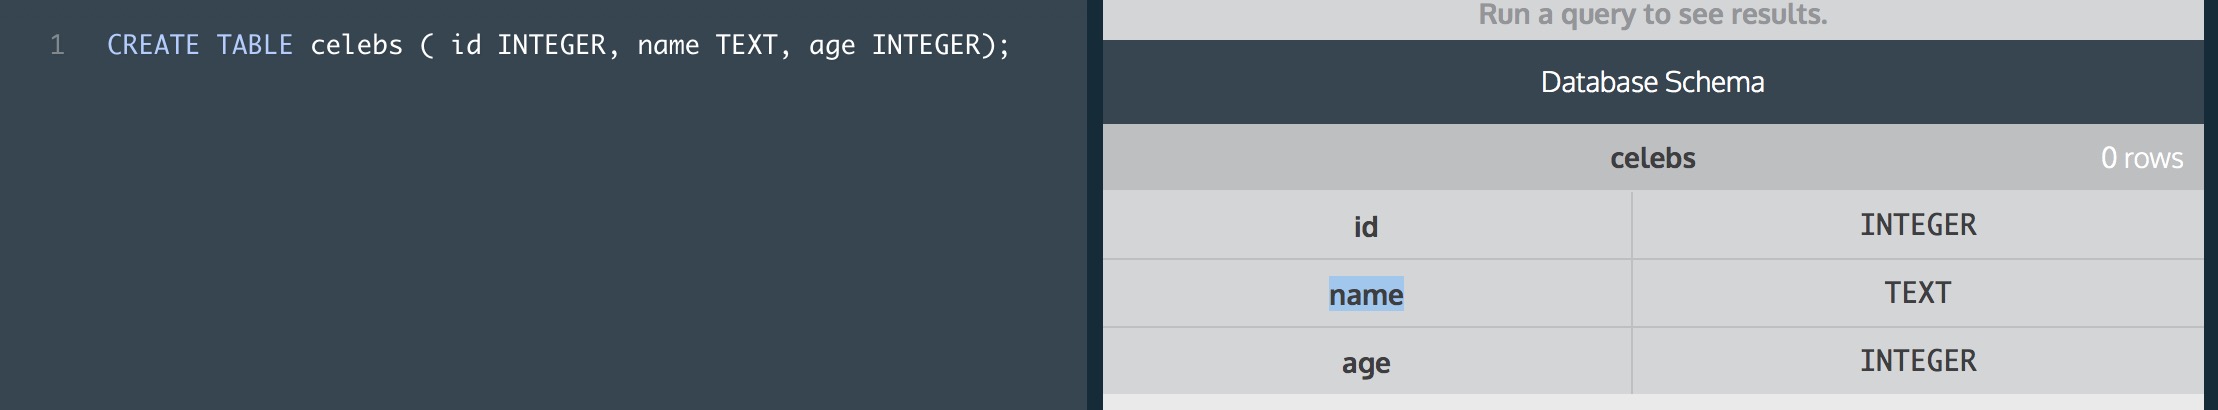 1 CREATE TABLE celebs ( id INTEGER, name TEXT, age INTEGER);
Run a query to see results.
Database Schema
celebs 0 rows
id INTEGER
name TEXT
age INTEGER